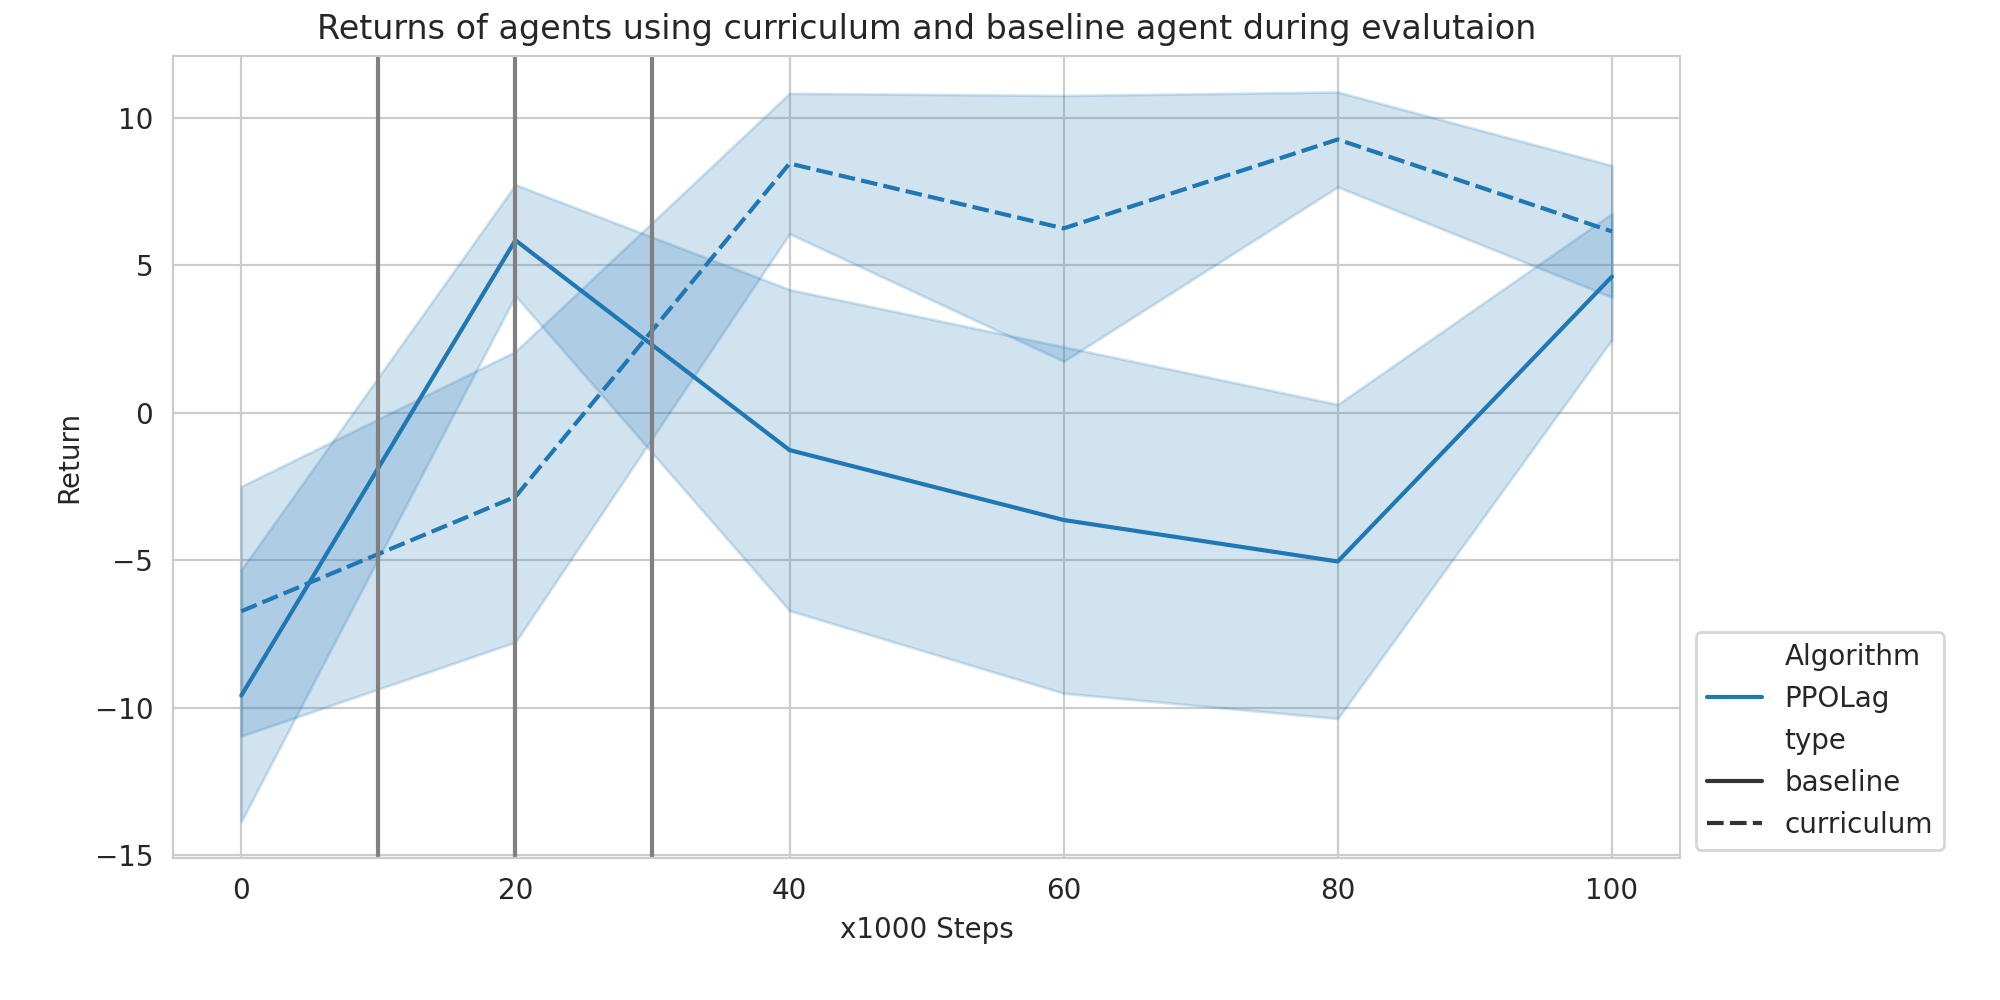 Returns of agents using curriculum and baseline agent during evalutaion
10
5
0
−5
−10
−15
Return
0 20 40 60 80 100
x1000 Steps
Algorithm
PPOLag
type
baseline
curriculum